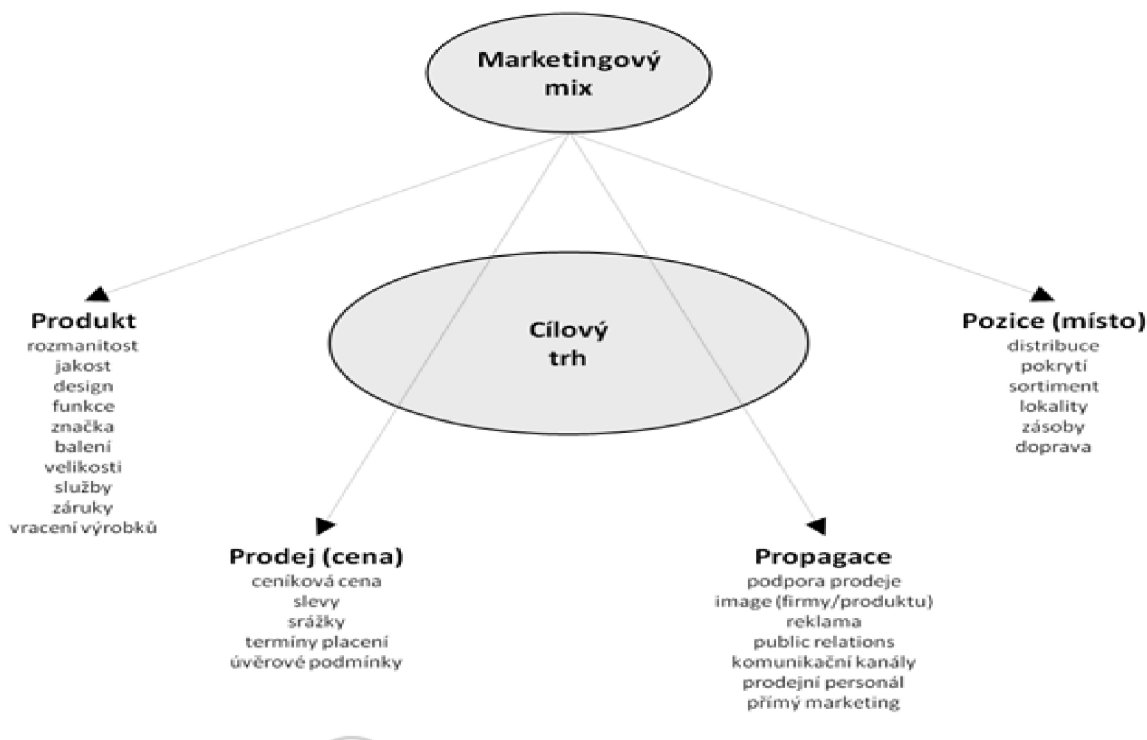 Marketingový
mix
Cílový
trh
Produkt
rozmanitost
jakost
design
funkce
značka
balení
velikosti
služby
záruky
vracení výrobků
Pozice (místo)
distribuce
pokrytí
sortiment
lokality
zásoby
doprava
Prodej (cena)
ceníková cena
slevy
srážky
termíny placení
úvěrové podmínky
Propagace
podpora prodeje
image (firmy/produktu)
reklama
public relations
komunikační kanály
prodejní personál
přímý marketing